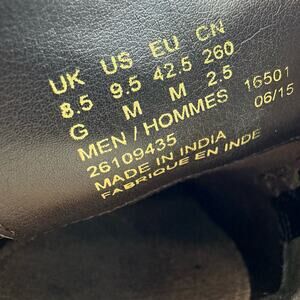 UK US EU CN
8.5 9.5 42.5 260
G M M 2.5
MEN / HOMMES 16501
26109435 06/15
MADE IN INDIA
FABRIQUE EN INDE